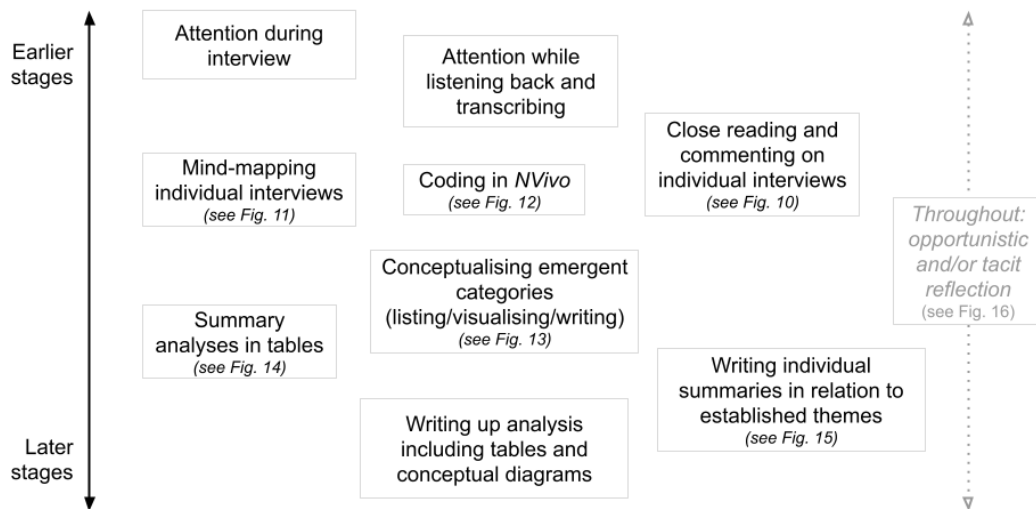 Earlier
stages
Attention during
interview
Attention while
listening back and
transcribing
Close reading and
commenting on
individual interviews
(see Fig. 10)
Mind-mapping
individual interviews
(see Fig. 11)
Coding in NVivo
(see Fig. 12)
Throughout:
opportunistic
and/or tacit
reflection
(see Fig. 16)
Conceptualising emergent
categories
(listing/visualising/writing)
(see Fig. 13)
Summary
analyses in tables
(see Fig. 14)
Writing individual
summaries in relation to
established themes
(see Fig. 15)
Writing up analysis
including tables and
conceptual diagrams
Later
stages